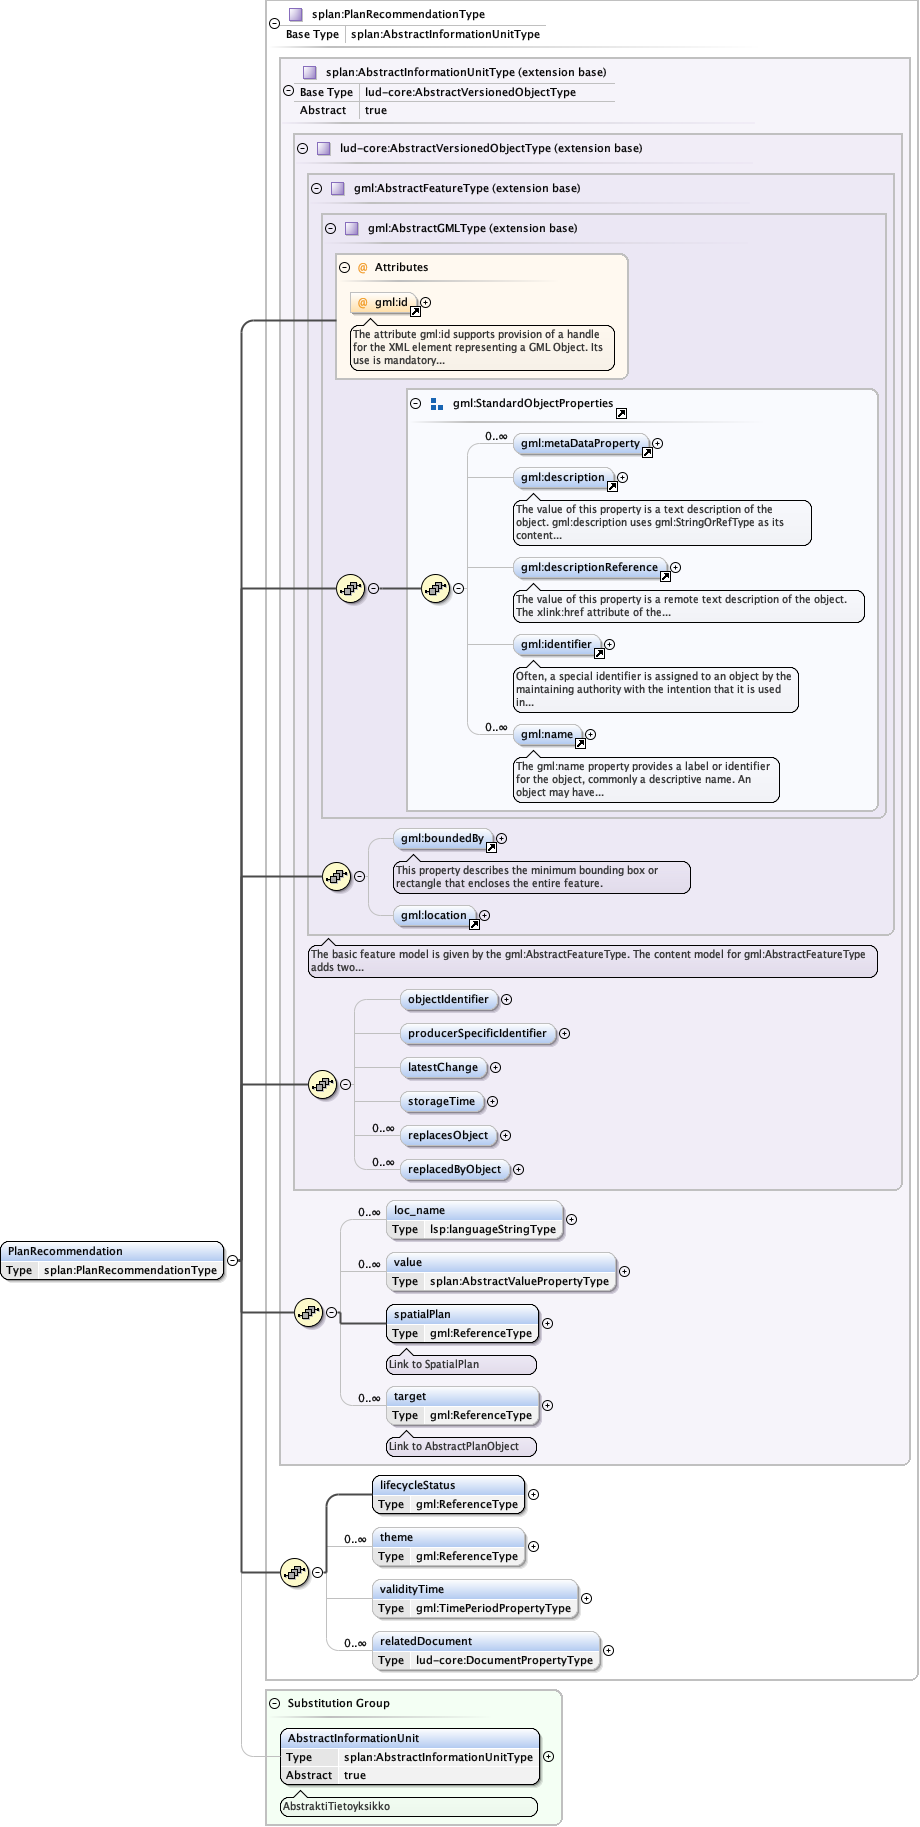 splan:PlanRecommendationType
Base Type splan:AbstractInformationUnitType
splan:AbstractInformationUnitType (extension base)
Base Type lud-core:AbstractVersionedObjectType
Abstract true
lud-core:AbstractVersionedObjectType (extension base)
gml:AbstractFeatureType (extension base)
gml:AbstractGMLType (extension base)
@ Attributes
@ gml:id
The attribute gml:id supports provision of a handle
for the XML element representing a GML Object. Its
use is mandatory...
gml:StandardObjectProperties
0..∞
gml:metaDataProperty
gml:description
The value of this property is a text description of the
object. gml:description uses gml:StringOrRefType as its
content...
gml:descriptionReference
The value of this property is a remote text description of the object.
The xlink:href attribute of the...
gml:identifier
Often, a special identifier is assigned to an object by the
maintaining authority with the intention that it is used
in...
0..∞
gml:name
The gml:name property provides a label or identifier
for the object, commonly a descriptive name. An
object may have...
gml:boundedBy
This property describes the minimum bounding box or
rectangle that encloses the entire feature.
gml:location
The basic feature model is given by the gml:AbstractFeatureType. The content model for gml:AbstractFeatureType
adds two...
objectIdentifier
producerSpecificIdentifier
latestChange
storageTime
0..∞
replacesObject
0..∞
replacedByObject
0..∞
loc_name
Type lsp:languageStringType
0..∞
value
Type splan:AbstractValuePropertyType
PlanRecommendation
Type splan:PlanRecommendationType
spatialPlan
Type gml:ReferenceType
Link to SpatialPlan
0..∞
target
Type gml:ReferenceType
Link to AbstractPlanObject
lifecycleStatus
Type gml:ReferenceType
0..∞
theme
Type gml:ReferenceType
validityTime
Type gml:TimePeriodPropertyType
0..∞
relatedDocument
Type lud-core:DocumentPropertyType
Substitution Group
AbstractInformationUnit
Type splan:AbstractInformationUnitType
Abstract true
AbstraktiTietoyksikko